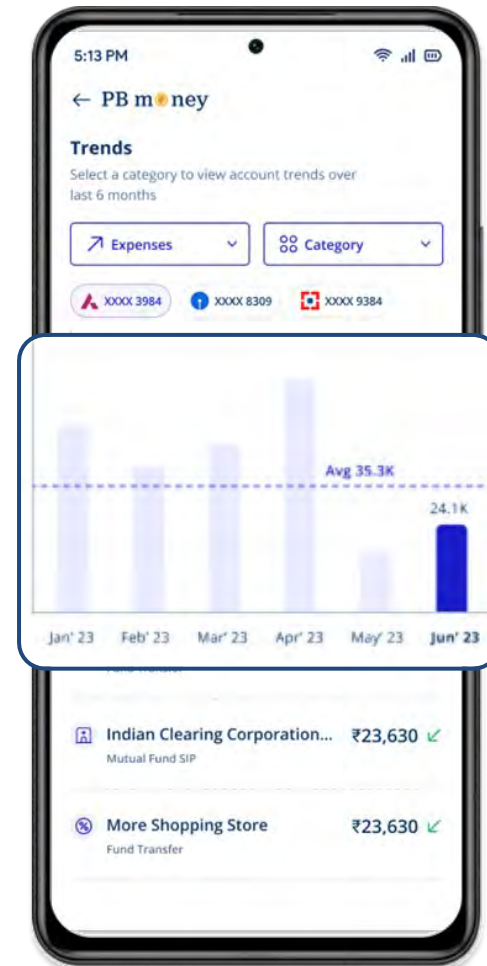 5:13 PM
← PB money
Trends
Select a category to view account trends over
last 6 months
Expenses
Category
XXXX 3984
XXXX 8309
XXXX 9384
Avg 35.3K
24.1K
Jan' 23 Feb' 23 Mar' 23 Apr' 23 May' 23 Jun' 23
Indian Clearing Corporation... ₹23,630
Mutual Fund SIP
More Shopping Store ₹23,630
Fund Transfer